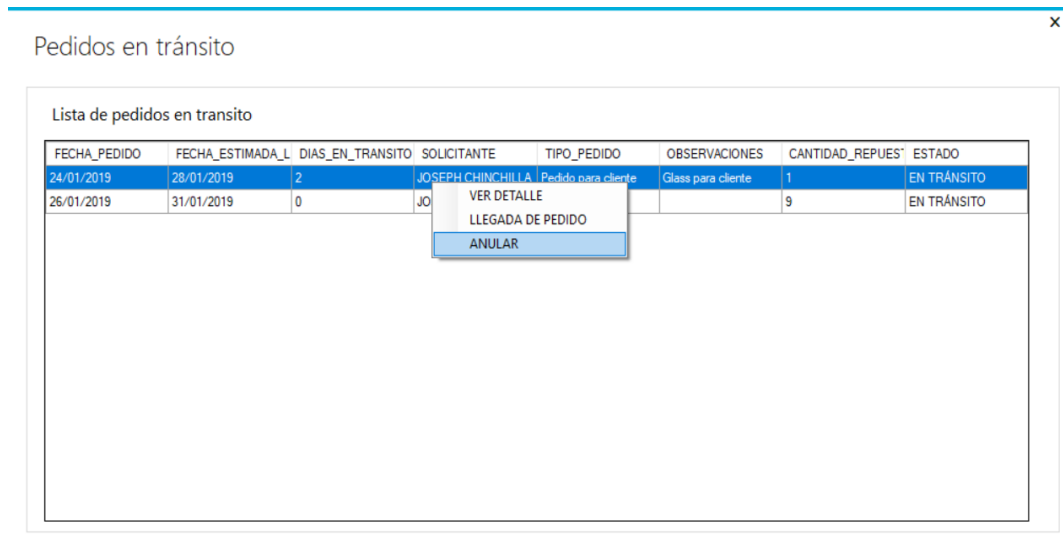 x
Pedidos en tránsito
Lista de pedidos en transito
FECHA_PEDIDO FECHA_ESTIMADA_L DIAS_EN_TRANSITO SOLICITANTE TIPO_PEDIDO OBSERVACIONES CANTIDAD_REPUES ESTADO
24/01/2019 28/01/2019 2 JOSEPH CHINCHILLA Pedido para cliente Glass para cliente 1 EN TRÁNSITO
26/01/2019 31/01/2019 0 JO 9 EN TRÁNSITO
VER DETALLE
LLEGADA DE PEDIDO
ANULAR